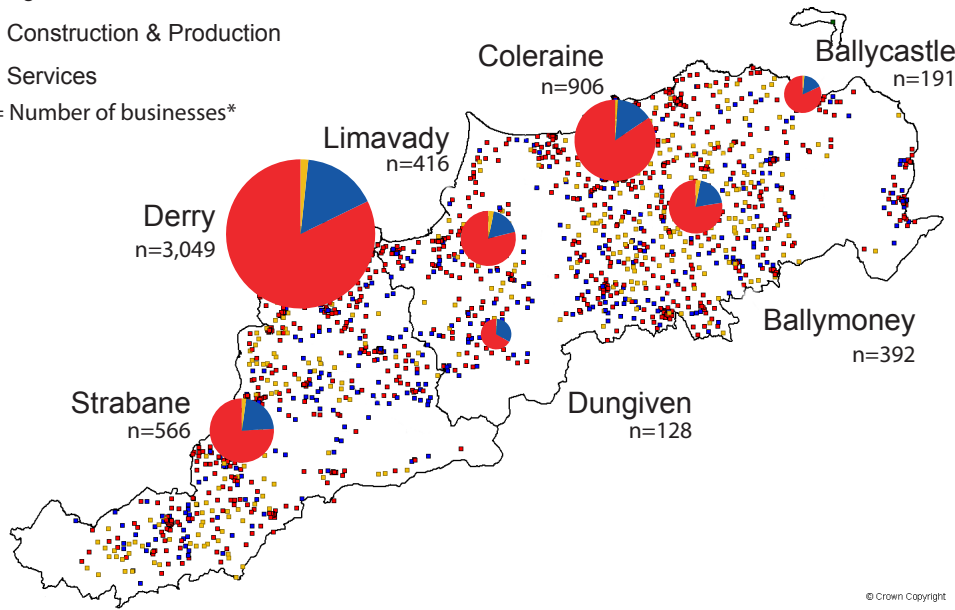 Construction & Production
Services
= Number of businesses*
Coleraine
n=906
Ballycastle
n=191
Limavady
n=416
Derry
n=3,049
Ballymoney
n=392
Strabane
n=566
Dungiven
n=128
© Crown Copyright